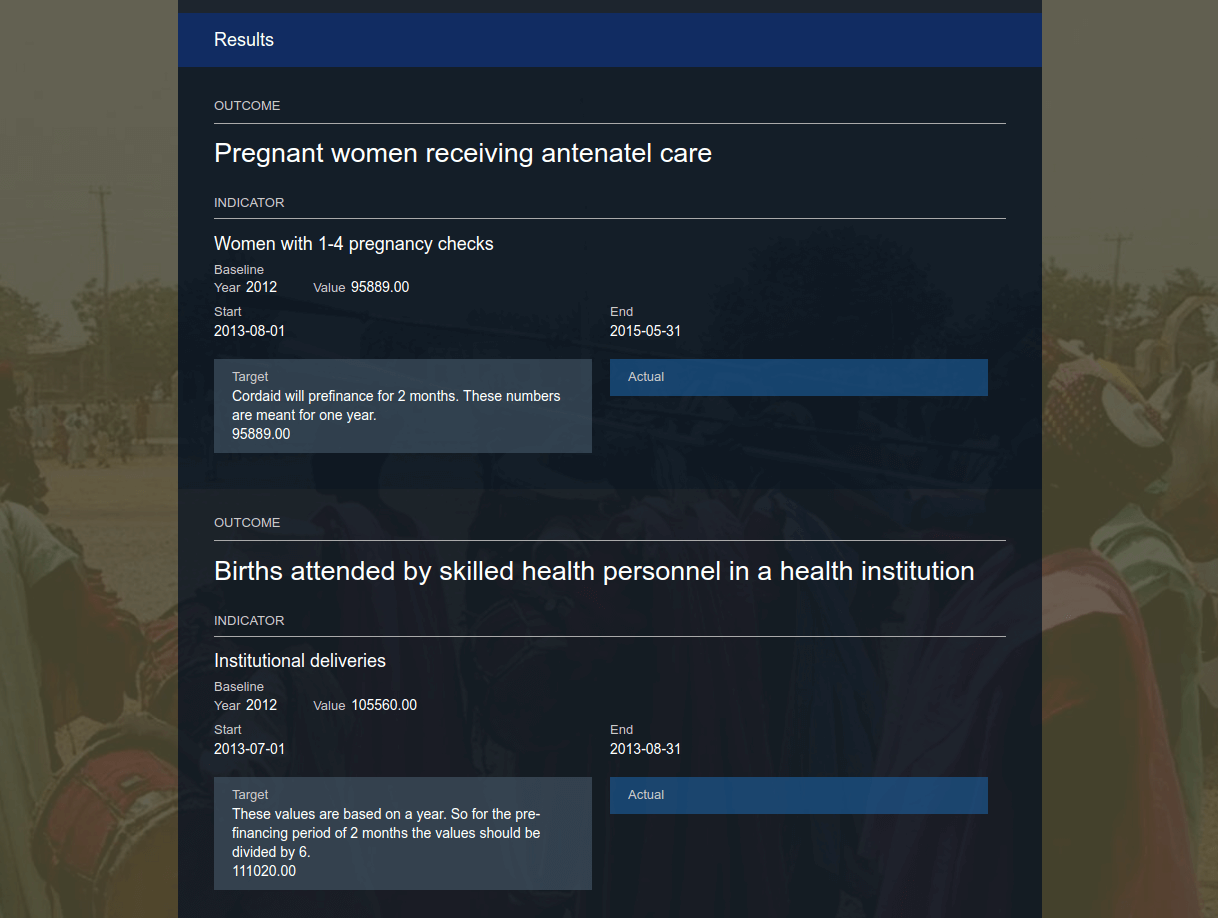 Results
OUTCOME
Pregnant women receiving antenatel care
INDICATOR
Women with 1-4 pregnancy checks
Baseline
Year 2012 Value 95889.00
Start End
2013-08-01 2015-05-31
Target Actual
Cordaid will prefinance for 2 months. These numbers
are meant for one year.
95889.00
OUTCOME
Births attended by skilled health personnel in a health institution
INDICATOR
Institutional deliveries
Baseline
Year 2012 Value 105560.00
Start End
2013-07-01 2013-08-31
Target Actual
These values are based on a year. So for the pre-
financing period of 2 months the values should be
divided by 6.
111020.00